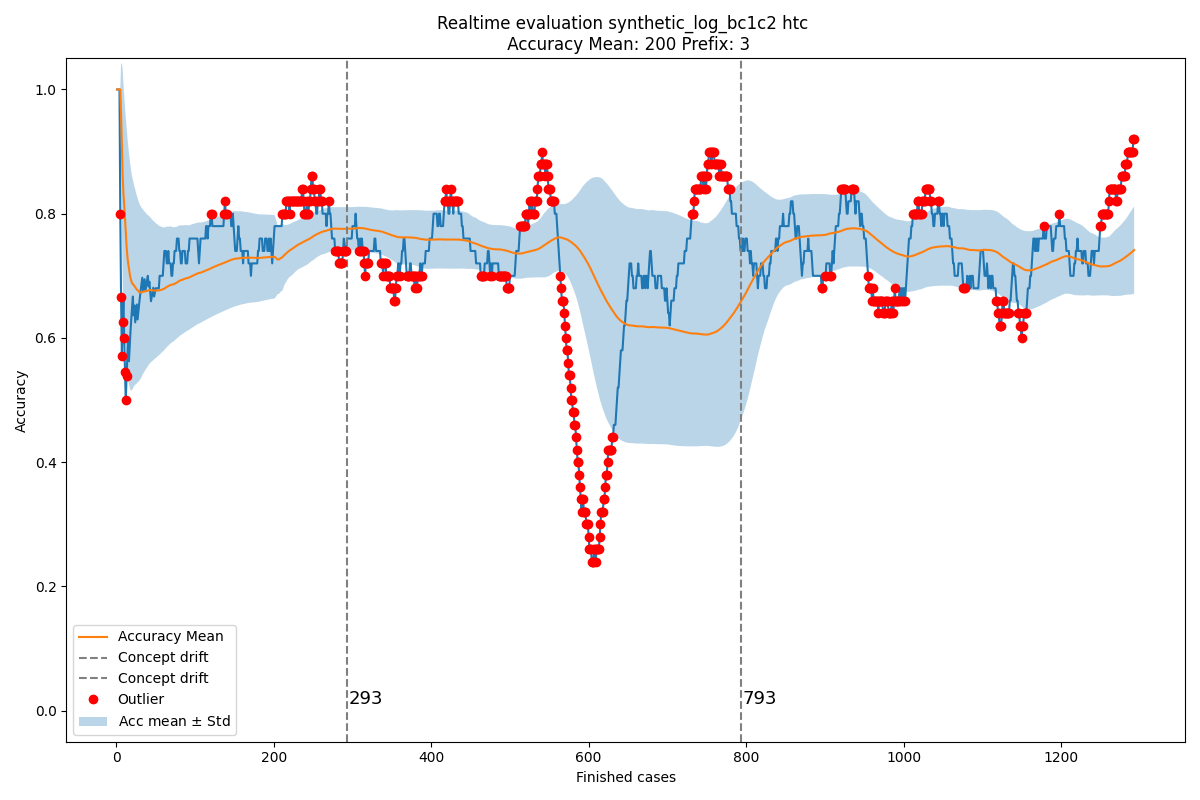 Realtime evaluation synthetic_log_bc1c2 htc
Accuracy Mean: 200 Prefix: 3
Accuracy
1.0
0.8
0.6
0.4
0.2
0.0
Accuracy Mean
Concept drift
Concept drift
Outlier
Acc mean ± Std
293
793
0
200
400
600
800
1000
1200
Finished cases